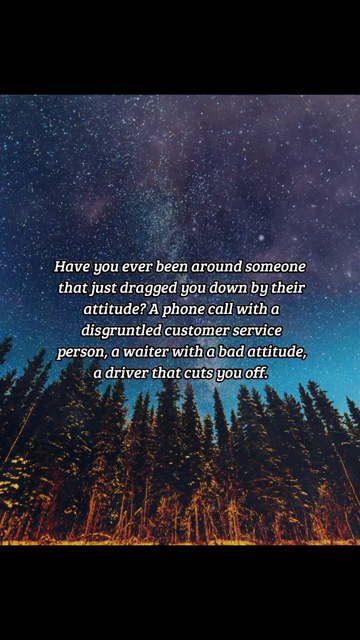 Have you ever been around someone
that just dragged you down by their
attitude? A phone call with a
disgruntled customer service
person, a waiter with a bad attitude,
a driver that cuts you off.